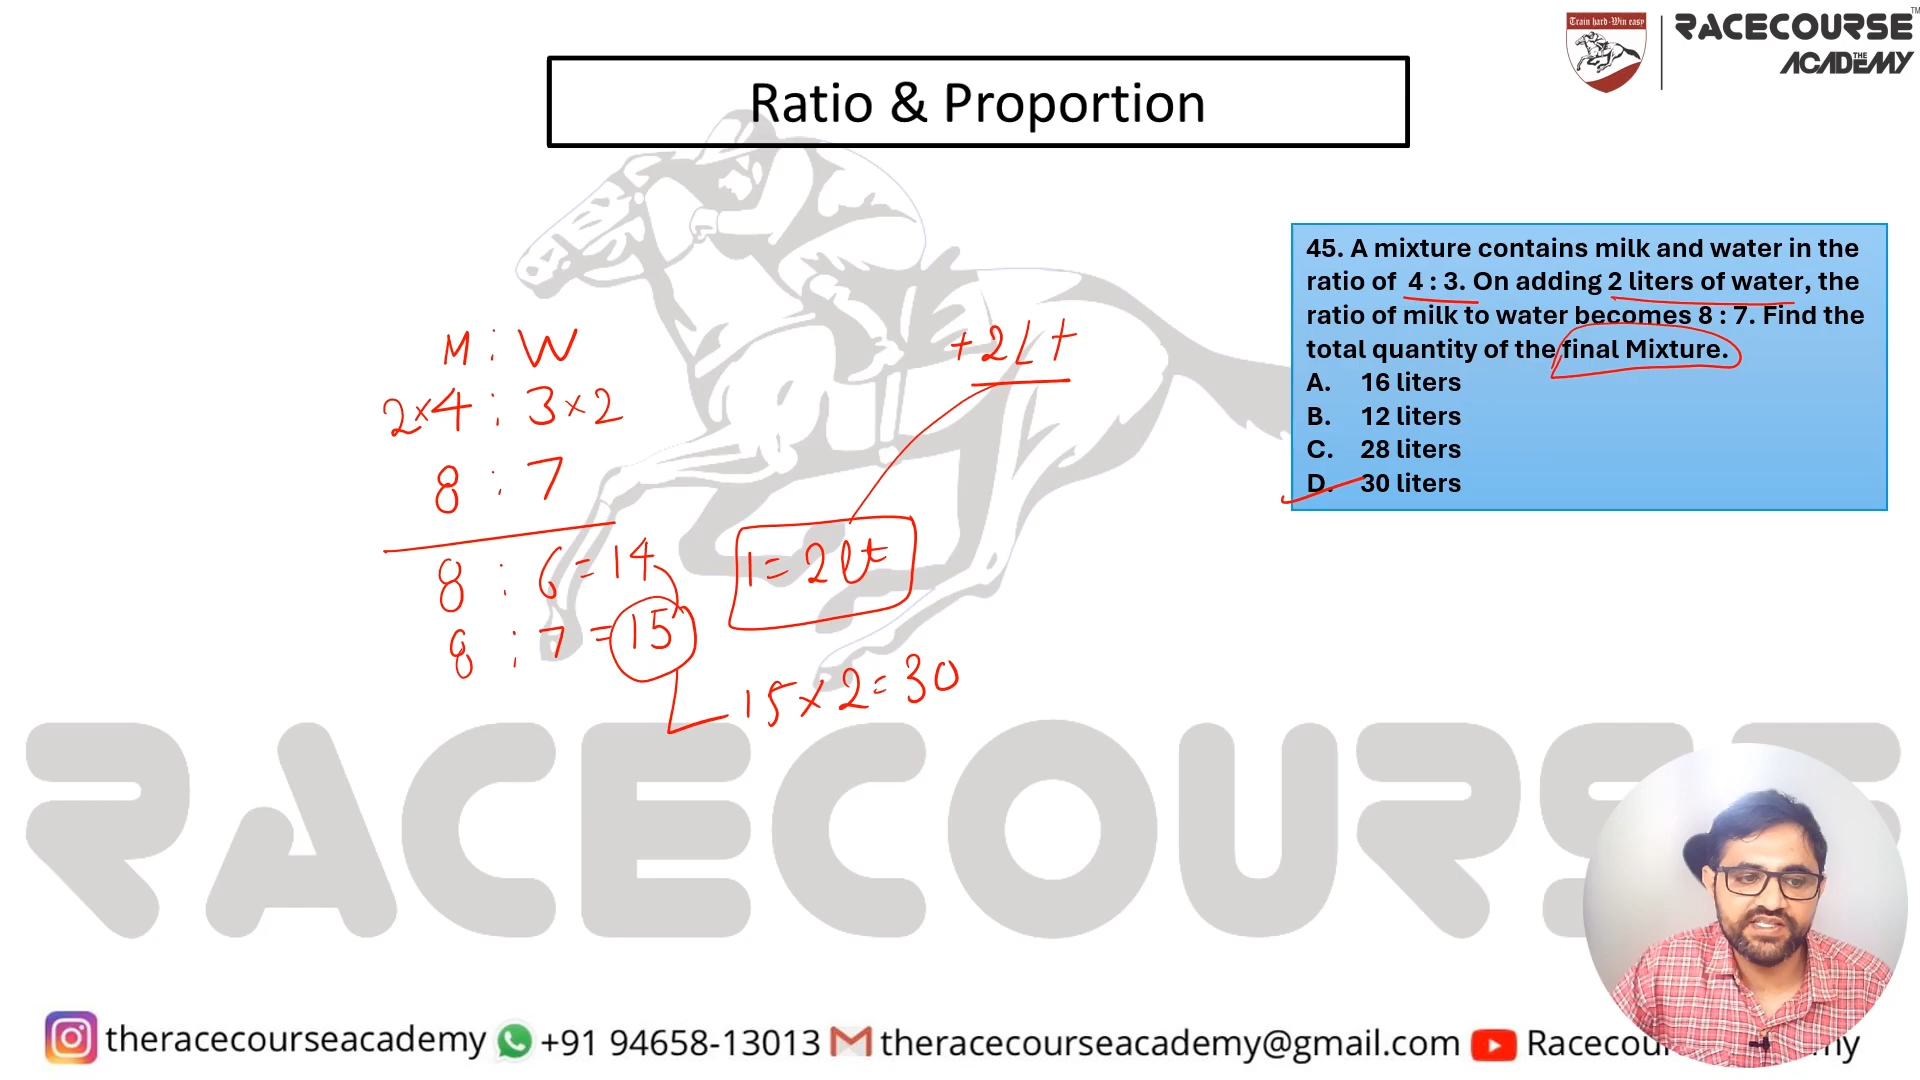 Train hard-Win easy
RACECOURSE TM
THE ACADEMY
Ratio & Proportion
45. A mixture contains milk and water in the
ratio of 4 : 3. On adding 2 liters of water, the
ratio of milk to water becomes 8 : 7. Find the
total quantity of the final Mixture.
A. 16 liters
B. 12 liters
C. 28 liters
D. 30 liters
M : W
2×4 : 3×2
8 : 7
8 : 6 = 14
8 : 7 = 15
+2Lt
1 = 2lt
15×2=30
RACECOURSE
theracecourseacademy
+91 94658-13013
theracecourseacademy@gmail.com